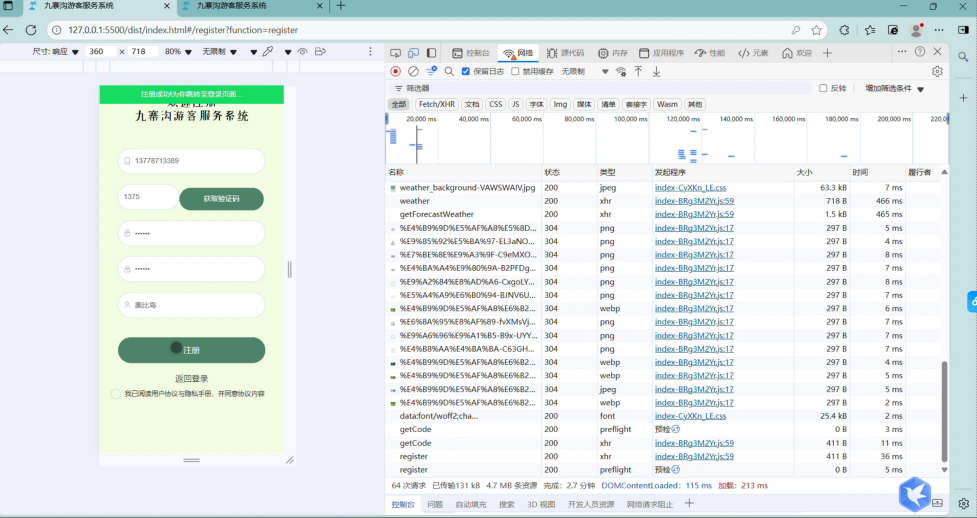 九寨沟游客服务系统
九寨沟游客服务系统
127.0.0.1:5500/dist/index.html#/register?function=register
尺寸: 响应 360 × 718 80% 无限制
控制台 网络 源代码 内存 应用程序 性能 元素 欢迎
保留日志 禁用缓存 无限制
筛选器 反转 增加筛选条件
全部 Fetch/XHR 文档 CSS JS 字体 Img 媒体 清单 套接字 Wasm 其他
20,000 ms 40,000 ms 60,000 ms 80,000 ms 100,000 ms 120,000 ms 140,000 ms 160,000 ms 180,000 ms 200,000 ms 220,0
注册成功!为你跳转至登录页面...
欢迎注册
九寨沟游客服务系统
13778713389
1375 获取验证码
······
······
黑比岛
注册
返回登录
我已阅读用户协议与隐私手册，并同意协议内容
名称 状态 类型 发起程序 大小 时间 履行者
weather_background-VAWSWAIV.jpg 200 jpeg index-CyXKn_LE.css 63.3 kB 7 ms
weather 200 xhr index-BRg3M2Yr.js:59 718 B 466 ms
getForecastWeather 200 xhr index-BRg3M2Yr.js:59 1.5 kB 465 ms
%E4%B9%9D%E5%AF%A8%E5%8D... 304 png index-BRg3M2Yr.js:17 297 B 5 ms
%E9%85%92%E5%BA%97-EL3aNO... 304 png index-BRg3M2Yr.js:17 297 B 4 ms
%E7%BE%8E%E9%A3%9F-C9eMXO... 304 png index-BRg3M2Yr.js:17 297 B 8 ms
%E4%BA%A4%E9%80%9A-B2PFDg... 304 png index-BRg3M2Yr.js:17 297 B 7 ms
%E9%A2%84%E8%AD%A6-CxgoLY... 304 png index-BRg3M2Yr.js:17 297 B 8 ms
%E5%A4%A9%E6%B0%94-BJNV6U... 304 png index-BRg3M2Yr.js:17 297 B 7 ms
%E4%B9%9D%E5%AF%A8%E6%B2... 304 webp index-BRg3M2Yr.js:17 297 B 6 ms
%E6%8A%95%E8%AF%89-fvXMsVj... 304 png index-BRg3M2Yr.js:17 297 B 7 ms
%E9%A6%96%E9%A1%B5-B9x-UYY... 304 png index-BRg3M2Yr.js:17 297 B 7 ms
%E4%B8%AA%E4%BA%BA-C63GH... 304 png index-BRg3M2Yr.js:17 297 B 7 ms
%E4%B9%9D%E5%AF%A8%E6%B2... 304 webp index-BRg3M2Yr.js:17 297 B 4 ms
%E4%B9%9D%E5%AF%A8%E6%B2... 304 webp index-BRg3M2Yr.js:17 297 B 5 ms
%E4%B9%9D%E5%AF%A8%E6%B2... 304 jpeg index-BRg3M2Yr.js:17 297 B 2 ms
%E4%B9%9D%E5%AF%A8%E6%B2... 304 webp index-BRg3M2Yr.js:17 297 B 2 ms
data:font/woff2;cha... 200 font index-CyXKn_LE.css 25.4 kB 2 ms
getCode 200 preflight 预检 0 B 3 ms
getCode 200 xhr index-BRg3M2Yr.js:59 411 B 11 ms
register 200 xhr index-BRg3M2Yr.js:59 411 B 36 ms
register 200 preflight 预检 0 B 5 ms
64 次请求 已传输131 kB 4.7 MB 条资源 完成: 2.7 分钟 DOMContentLoaded: 115 ms 加载: 213 ms
控制台 问题 自动填充 搜索 3D 视图 开发人员资源 网络请求阻止